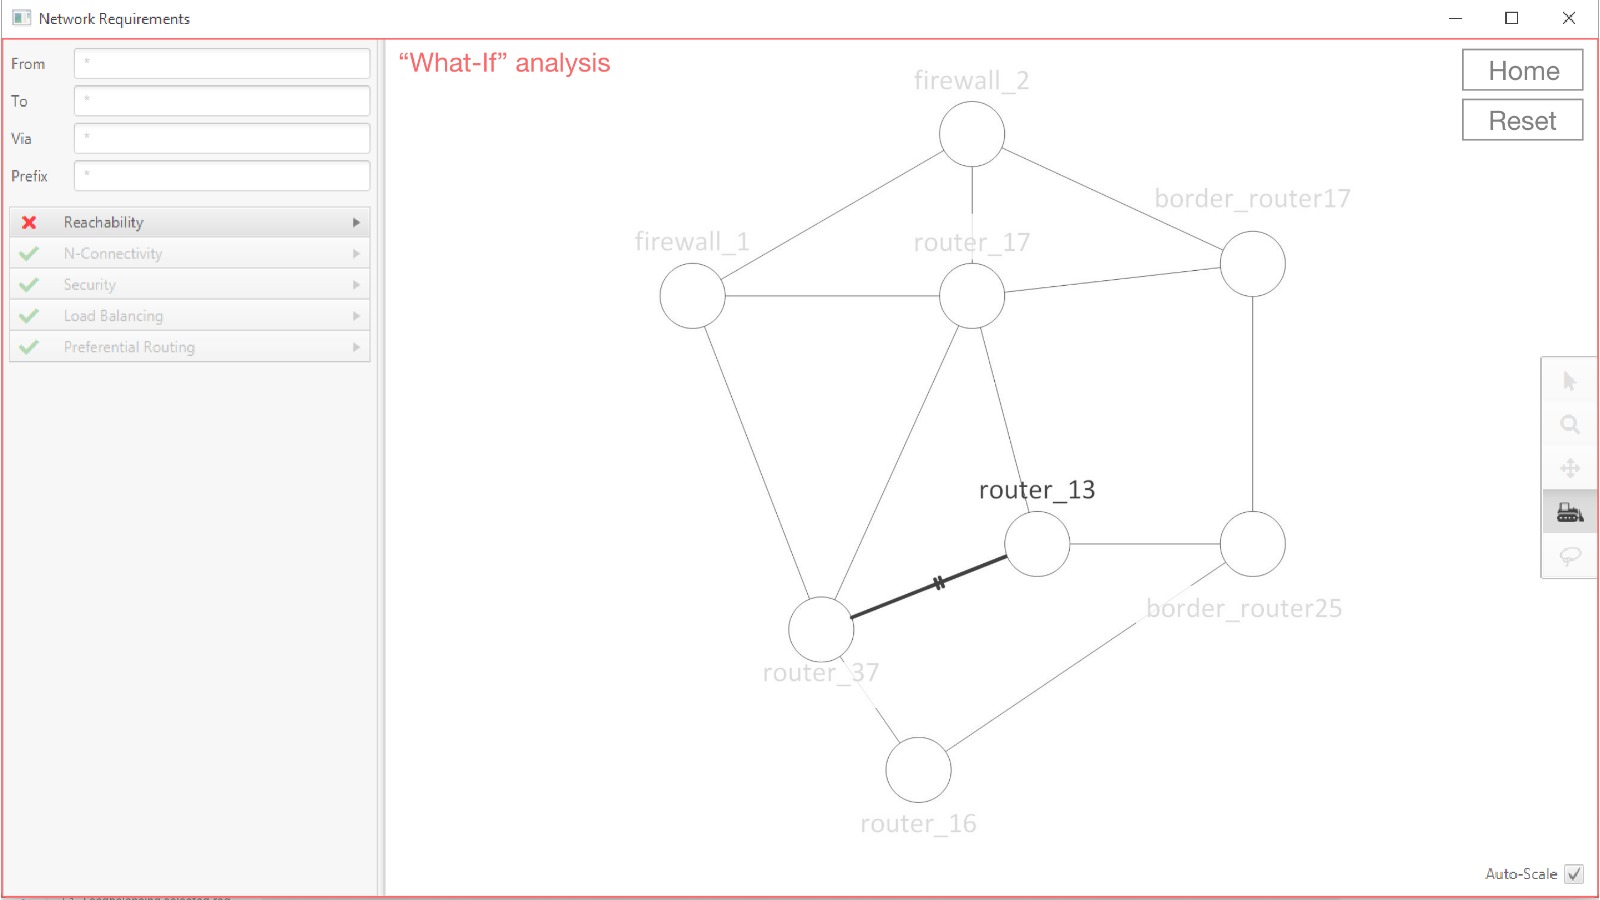 Network Requirements
From *
To *
Via *
Prefix *
Reachability
N-Connectivity
Security
Load Balancing
Preferential Routing
“What-If” analysis
Home
Reset
firewall_2
border_router17
firewall_1
router_17
router_13
border_router25
router_37
router_16
Auto-Scale